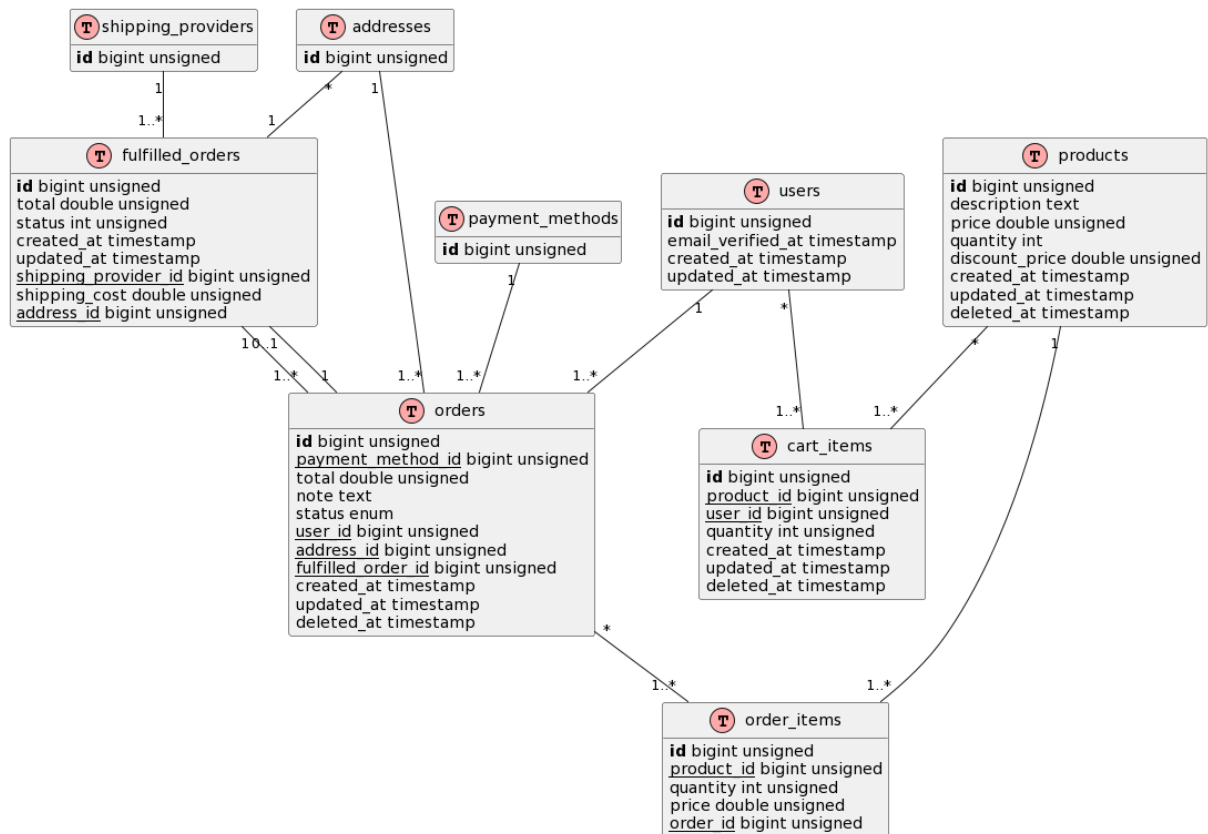 T shipping_providers
id bigint unsigned
T addresses
id bigint unsigned
1
*
1
1..*
1
T fulfilled_orders
id bigint unsigned
total double unsigned
status int unsigned
created_at timestamp
updated_at timestamp
shipping_provider_id bigint unsigned
shipping_cost double unsigned
address_id bigint unsigned
T payment_methods
id bigint unsigned
T users
id bigint unsigned
email_verified_at timestamp
created_at timestamp
updated_at timestamp
T products
id bigint unsigned
description text
price double unsigned
quantity int
discount_price double unsigned
created_at timestamp
updated_at timestamp
deleted_at timestamp
1
1
*
1
0..1
*
1
1..*
1
1..*
1..*
1..*
1..*
1..*
T orders
id bigint unsigned
payment_method_id bigint unsigned
total double unsigned
note text
status enum
user_id bigint unsigned
address_id bigint unsigned
fulfilled_order_id bigint unsigned
created_at timestamp
updated_at timestamp
deleted_at timestamp
T cart_items
id bigint unsigned
product_id bigint unsigned
user_id bigint unsigned
quantity int unsigned
created_at timestamp
updated_at timestamp
deleted_at timestamp
*
1..*
1..*
T order_items
id bigint unsigned
product_id bigint unsigned
quantity int unsigned
price double unsigned
order_id bigint unsigned